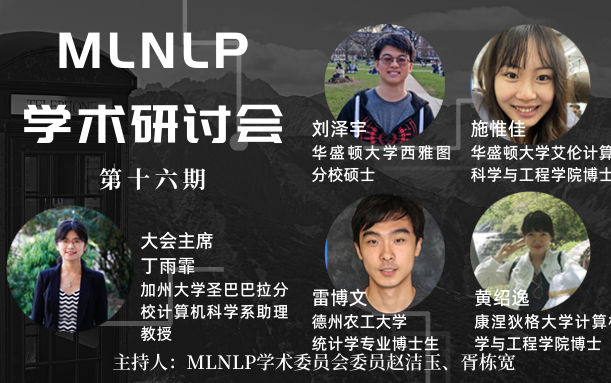 MLNLP
学术研讨会
第十六期
刘泽宇
华盛顿大学西雅图
分校硕士
施惟佳
华盛顿大学艾伦计算
科学与工程学院博士
大会主席
丁雨霏
加州大学圣巴巴拉分
校计算机科学系助理
教授
雷博文
德州农工大学
统计学专业博士生
黄绍逸
康涅狄格大学计算机
学与工程学院博士
主持人：MLNLP学术委员会委员赵洁玉、胥栋宽